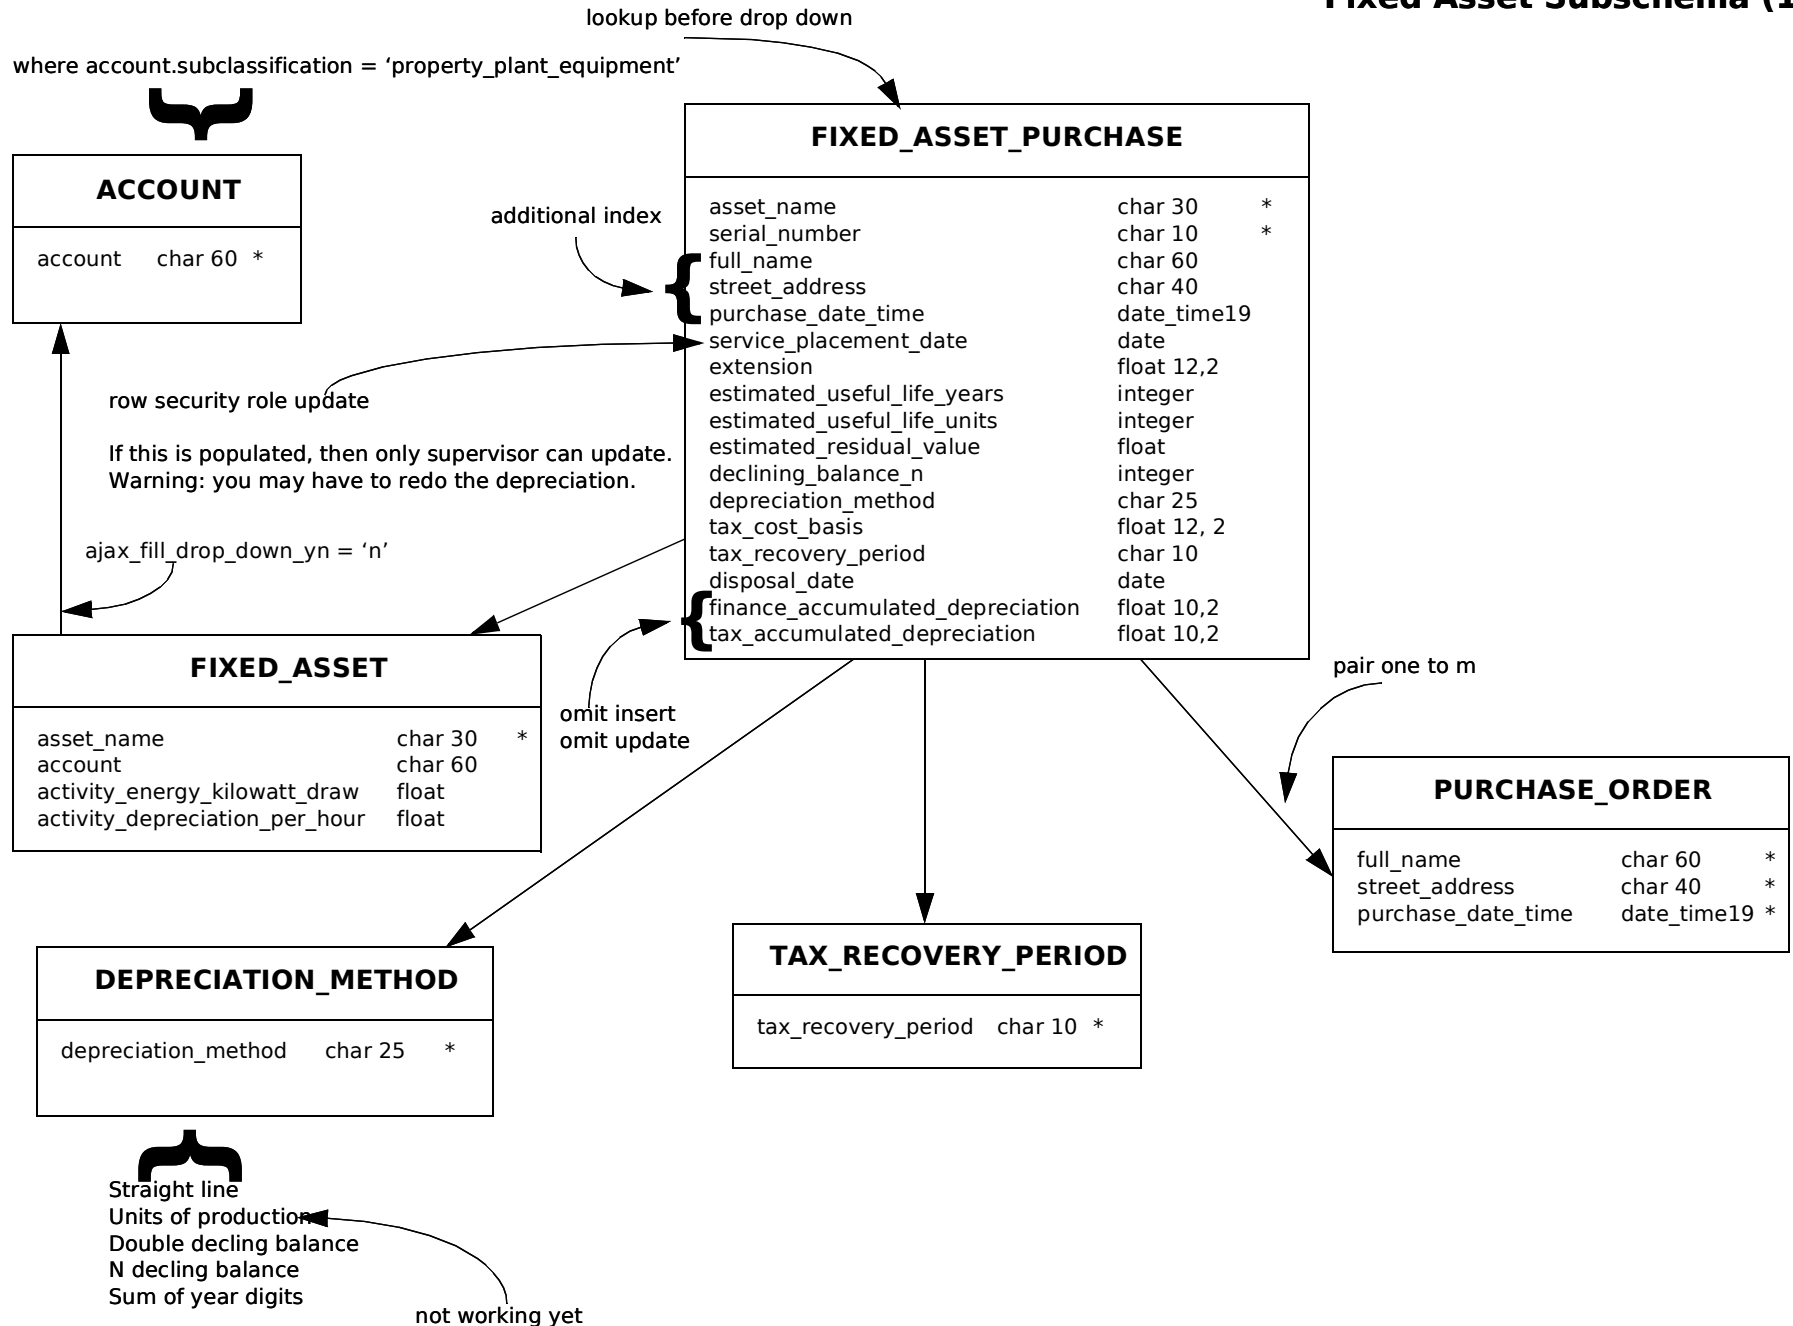 Fixed Asset Subschema (1
lookup before drop down
where account.subclassification = ‘property_plant_equipment’
FIXED_ASSET_PURCHASE
asset_name char 30 *
serial_number char 10 *
full_name char 60
street_address char 40
purchase_date_time date_time19
service_placement_date date
extension float 12,2
estimated_useful_life_years integer
estimated_useful_life_units integer
estimated_residual_value float
declining_balance_n integer
depreciation_method char 25
tax_cost_basis float 12, 2
tax_recovery_period char 10
disposal_date date
finance_accumulated_depreciation float 10,2
tax_accumulated_depreciation float 10,2
ACCOUNT
account char 60 *
additional index
row security role update
If this is populated, then only supervisor can update.
Warning: you may have to redo the depreciation.
ajax_fill_drop_down_yn = ‘n’
FIXED_ASSET
asset_name char 30 *
account char 60
activity_energy_kilowatt_draw float
activity_depreciation_per_hour float
omit insert
omit update
pair one to m
PURCHASE_ORDER
full_name char 60 *
street_address char 40 *
purchase_date_time date_time19 *
DEPRECIATION_METHOD
depreciation_method char 25 *
TAX_RECOVERY_PERIOD
tax_recovery_period char 10 *
Straight line
Units of production
Double decling balance
N decling balance
Sum of year digits
not working yet